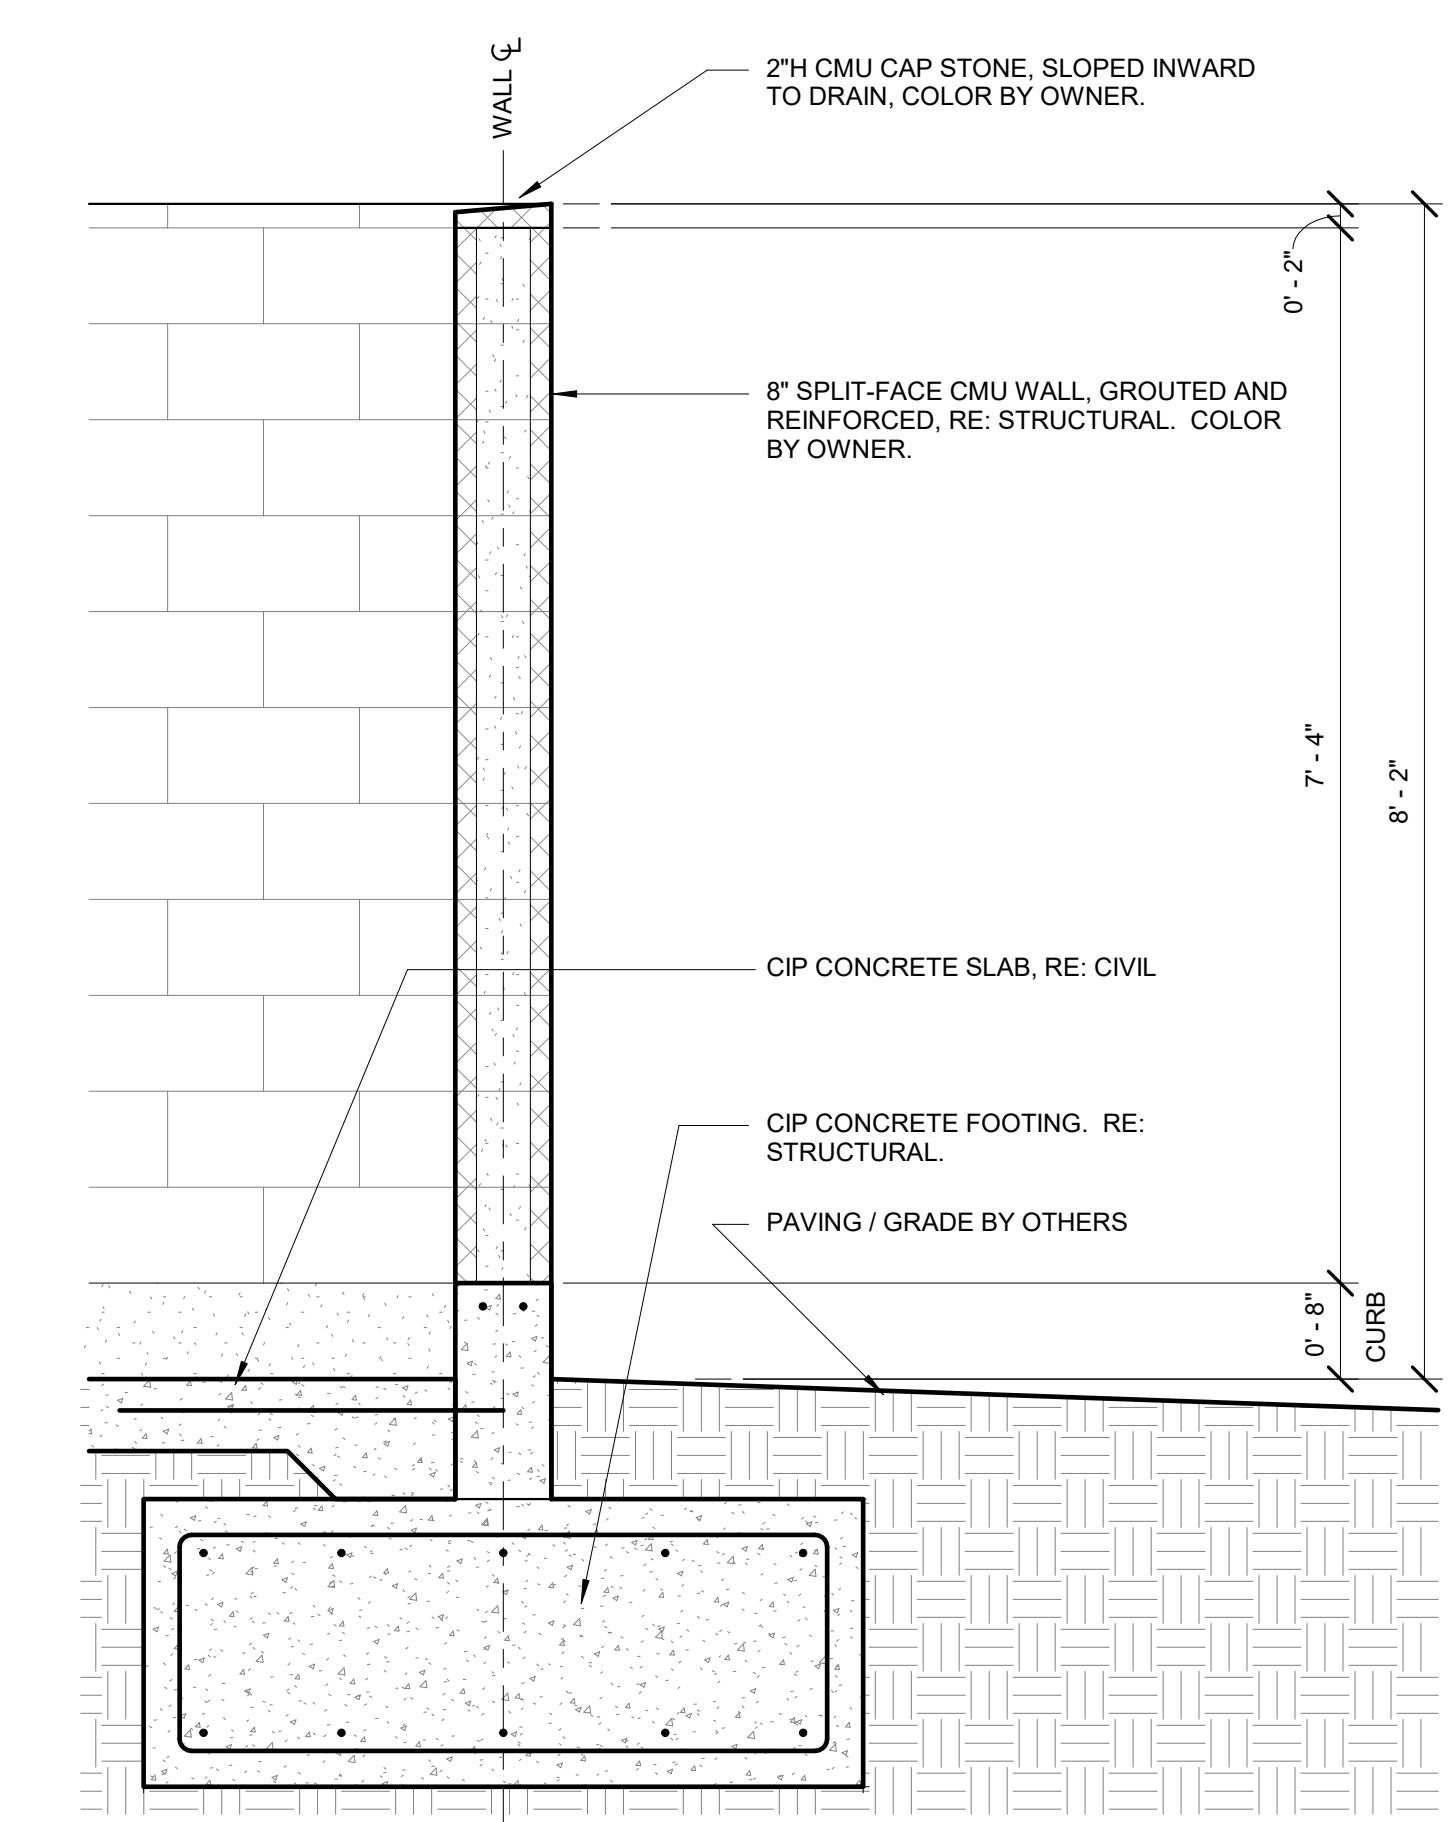 WALL ℄
2"H CMU CAP STONE, SLOPED INWARD
TO DRAIN, COLOR BY OWNER.
0' - 2"
8" SPLIT-FACE CMU WALL, GROUTED AND
REINFORCED, RE: STRUCTURAL.  COLOR
BY OWNER.
7' - 4"
8' - 2"
CIP CONCRETE SLAB, RE: CIVIL
CIP CONCRETE FOOTING.  RE:
STRUCTURAL.
PAVING / GRADE BY OTHERS
0' - 8"
CURB